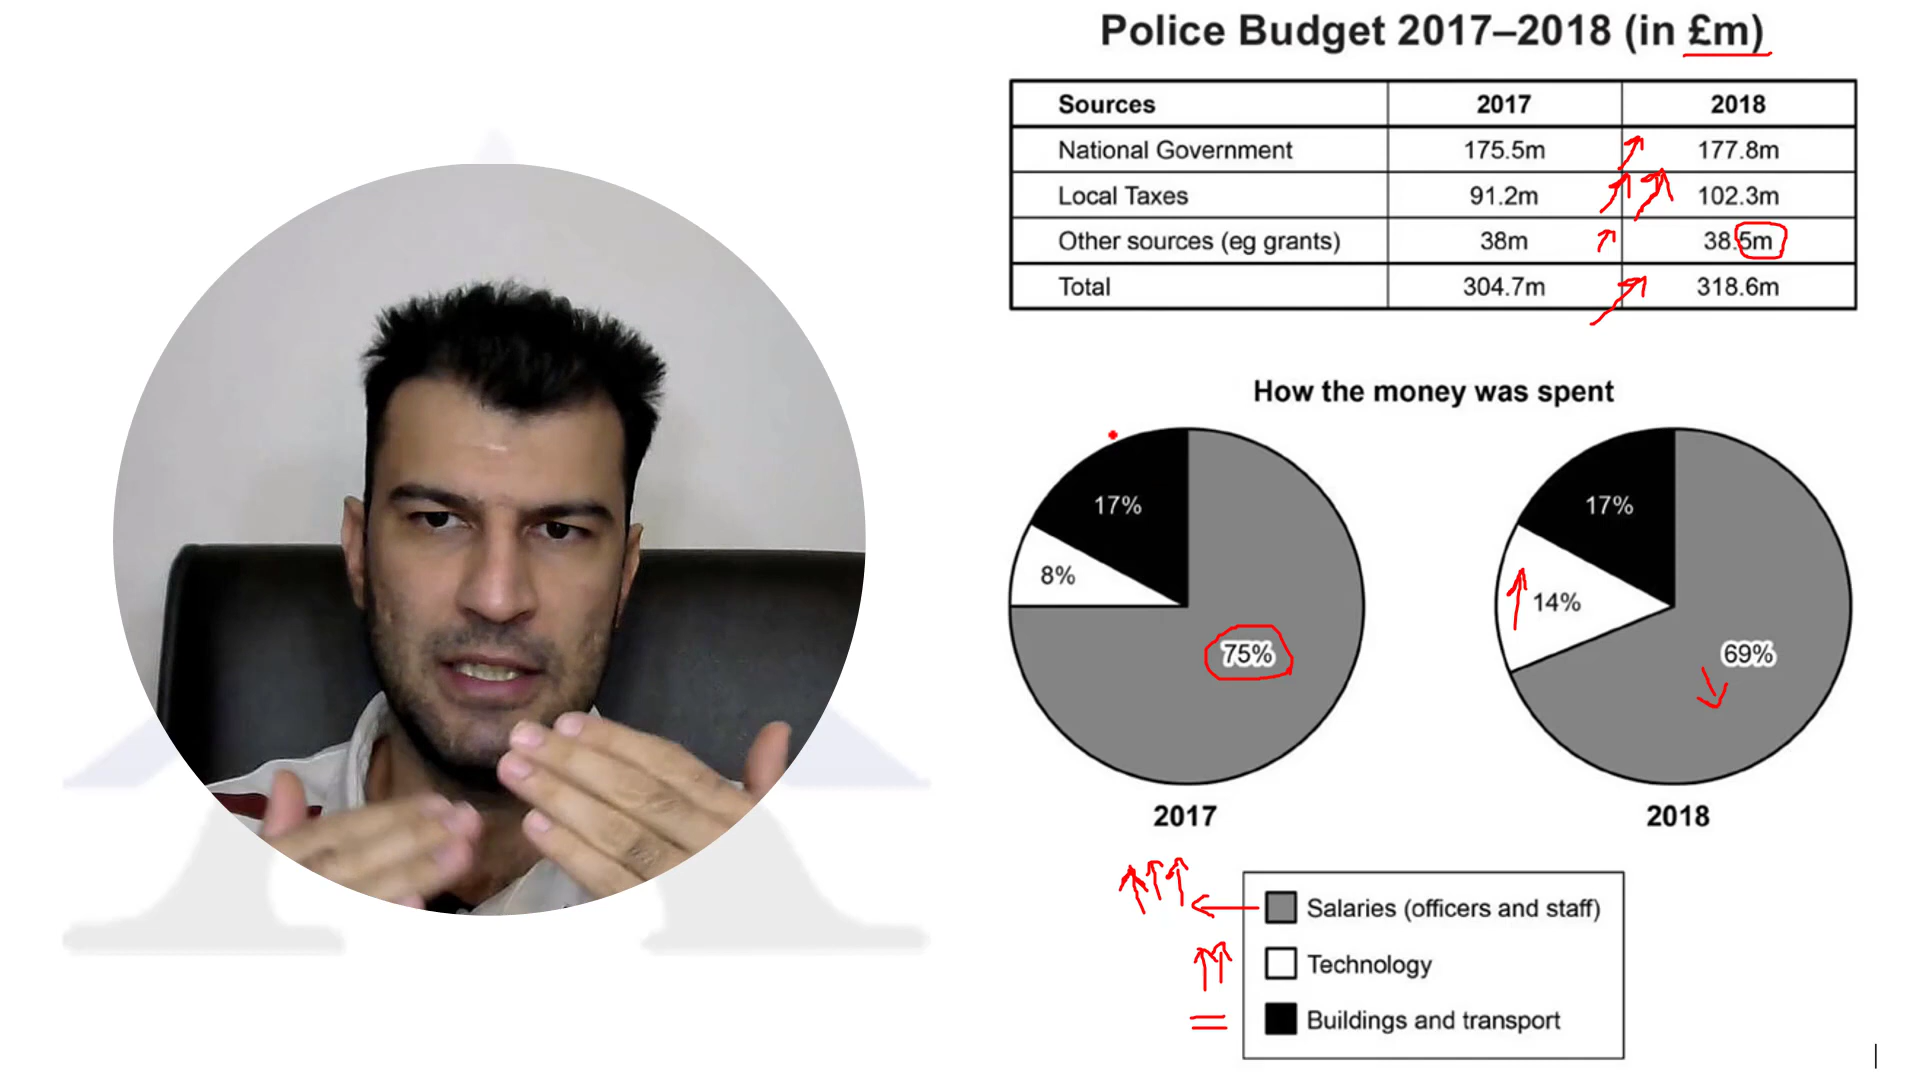 Police Budget 2017–2018 (in £m)
Sources 2017 2018
National Government 175.5m 177.8m
Local Taxes 91.2m 102.3m
Other sources (eg grants) 38m 38.5m
Total 304.7m 318.6m
How the money was spent
17%
8%
75%
2017
17%
14%
69%
2018
Salaries (officers and staff)
Technology
Buildings and transport